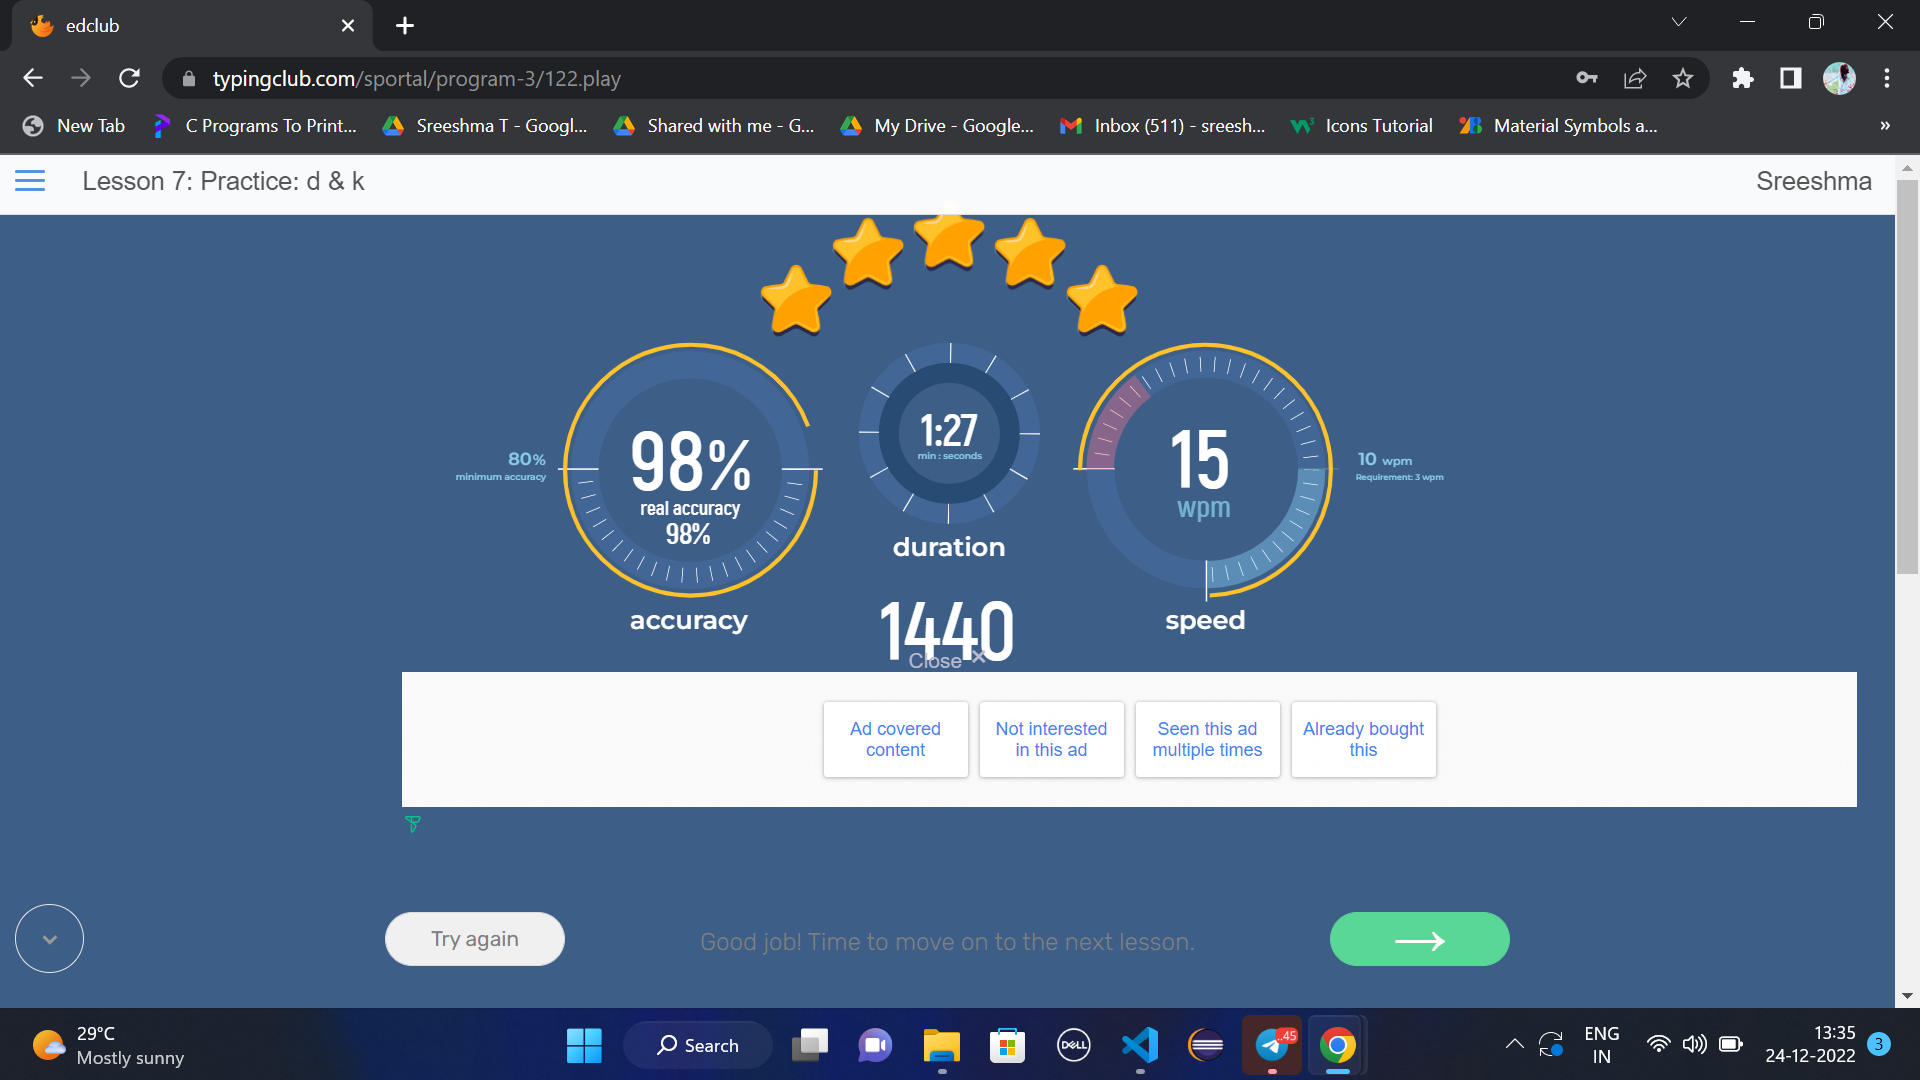 edclub
typingclub.com/sportal/program-3/122.play
New Tab
C Programs To Print...
Sreeshma T - Googl...
Shared with me - G...
My Drive - Google...
Inbox (511) - sreesh...
Icons Tutorial
Material Symbols a...
»
Lesson 7: Practice: d & k
Sreeshma
80%
minimum accuracy
98%
real accuracy
98%
accuracy
1:27
min : seconds
duration
1440
15
wpm
speed
10 wpm
Requirement: 3 wpm
Close ×
Ad covered
content
Not interested
in this ad
Seen this ad
multiple times
Already bought
this
Try again
Good job! Time to move on to the next lesson.
29°C
Mostly sunny
Search
DELL
..45
ENG
IN
13:35
24-12-2022
3